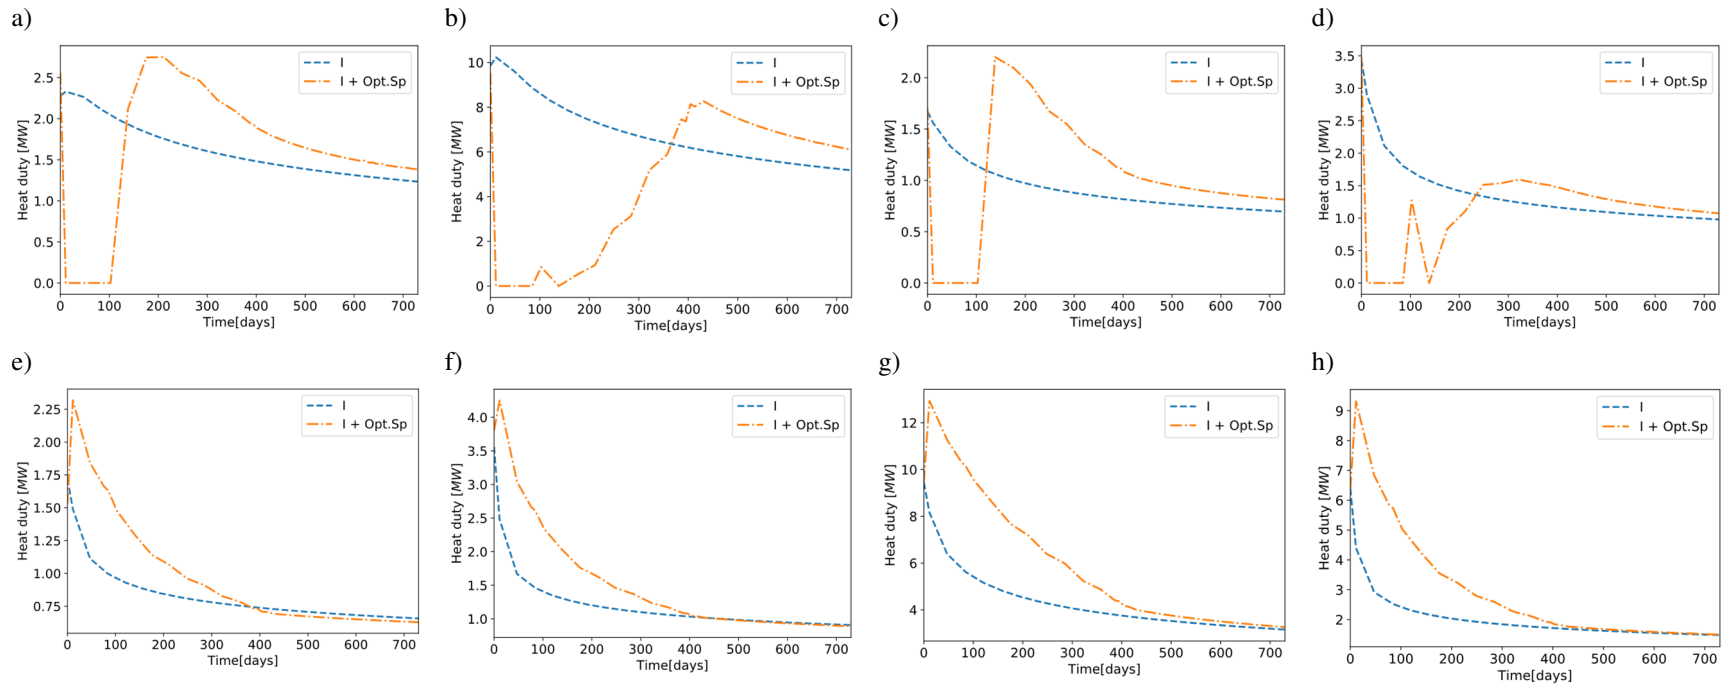 a)
2.5
2.0
1.5
1.0
0.5
0.0
Heat duty [MW]
I
I + Opt.Sp
0 100 200 300 400 500 600 700
Time[days]
b)
10
8
6
4
2
0
Heat duty [MW]
I
I + Opt.Sp
0 100 200 300 400 500 600 700
Time[days]
c)
2.0
1.5
1.0
0.5
0.0
Heat duty [MW]
I
I + Opt.Sp
0 100 200 300 400 500 600 700
Time[days]
d)
3.5
3.0
2.5
2.0
1.5
1.0
0.5
0.0
Heat duty [MW]
I
I + Opt.Sp
0 100 200 300 400 500 600 700
Time[days]
e)
2.25
2.00
1.75
1.50
1.25
1.00
0.75
Heat duty [MW]
I
I + Opt.Sp
0 100 200 300 400 500 600 700
Time[days]
f)
4.0
3.5
3.0
2.5
2.0
1.5
1.0
Heat duty [MW]
I
I + Opt.Sp
0 100 200 300 400 500 600 700
Time[days]
g)
12
10
8
6
4
Heat duty [MW]
I
I + Opt.Sp
0 100 200 300 400 500 600 700
Time[days]
h)
9
8
7
6
5
4
3
2
Heat duty [MW]
I
I + Opt.Sp
0 100 200 300 400 500 600 700
Time[days]